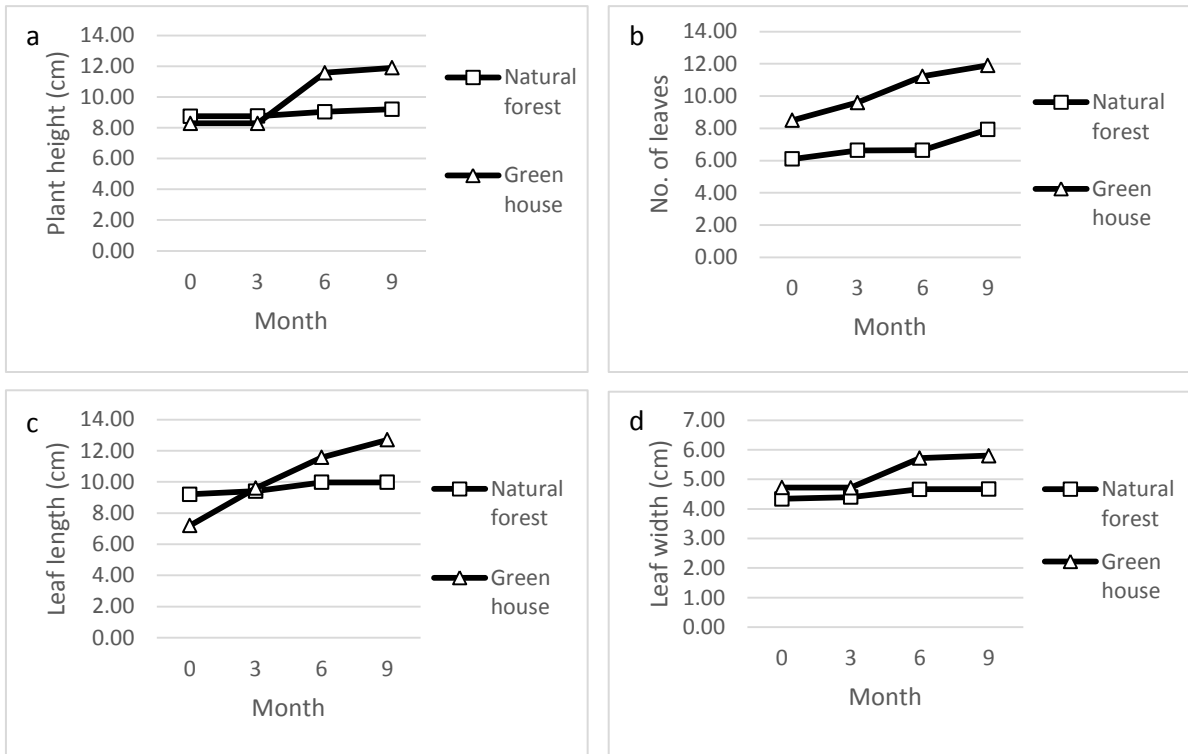 a
Plant height (cm)
14.00
12.00
10.00
8.00
6.00
4.00
2.00
0.00
0 3 6 9
Month
Natural
forest
Green
house
b
No. of leaves
14.00
12.00
10.00
8.00
6.00
4.00
2.00
0.00
0 3 6 9
Month
Natural
forest
Green
house
c
Leaf length (cm)
14.00
12.00
10.00
8.00
6.00
4.00
2.00
0.00
0 3 6 9
Month
Natural
forest
Green
house
d
Leaf width (cm)
7.00
6.00
5.00
4.00
3.00
2.00
1.00
0.00
0 3 6 9
Month
Natural
forest
Green
house